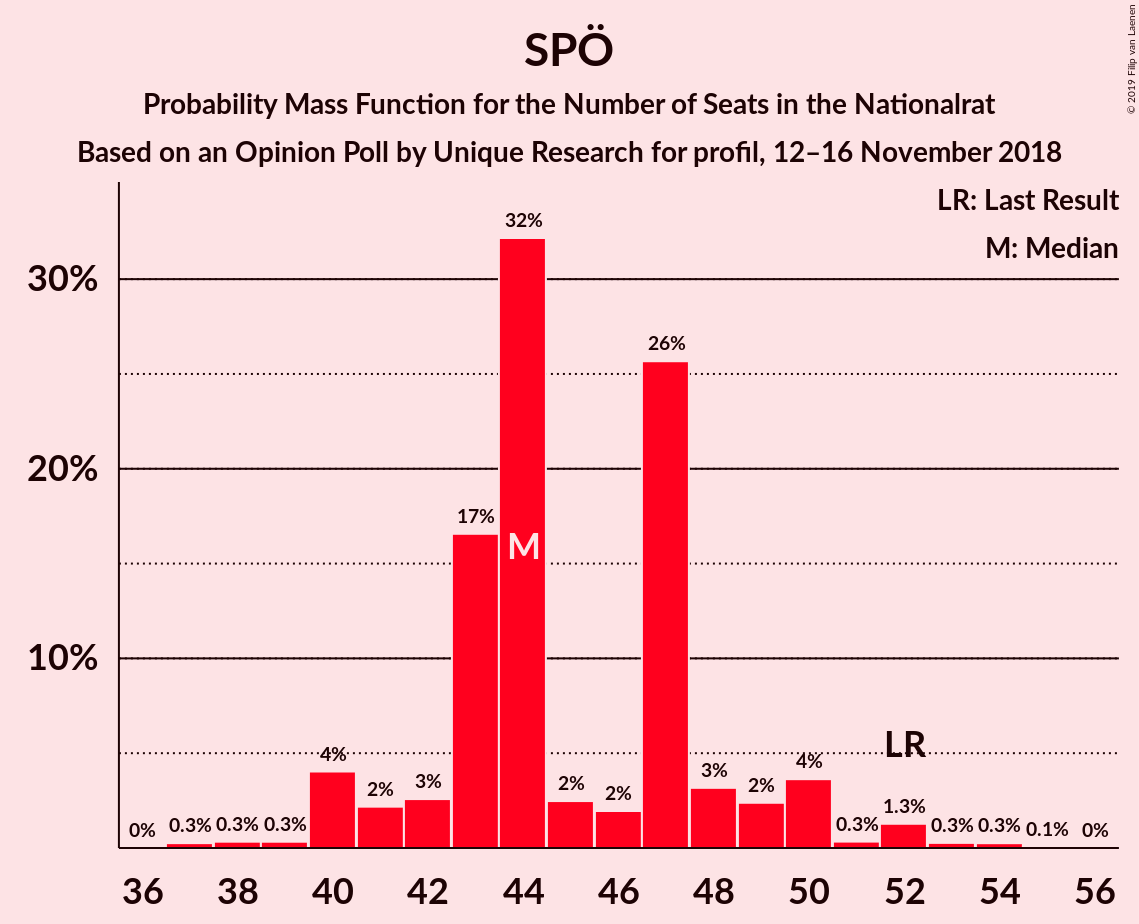 SPÖ
Probability Mass Function for the Number of Seats in the Nationalrat
Based on an Opinion Poll by Unique Research for profil, 12–16 November 2018
© 2019 Filip van Laenen
LR: Last Result
M: Median
30%
20%
10%
0% 0.3% 0.3% 0.3% 4% 2% 3% 17% 32% 2% 2% 26% 3% 2% 4% 0.3% 1.3% 0.3% 0.3% 0.1% 0%
M
LR
36 38 40 42 44 46 48 50 52 54 56